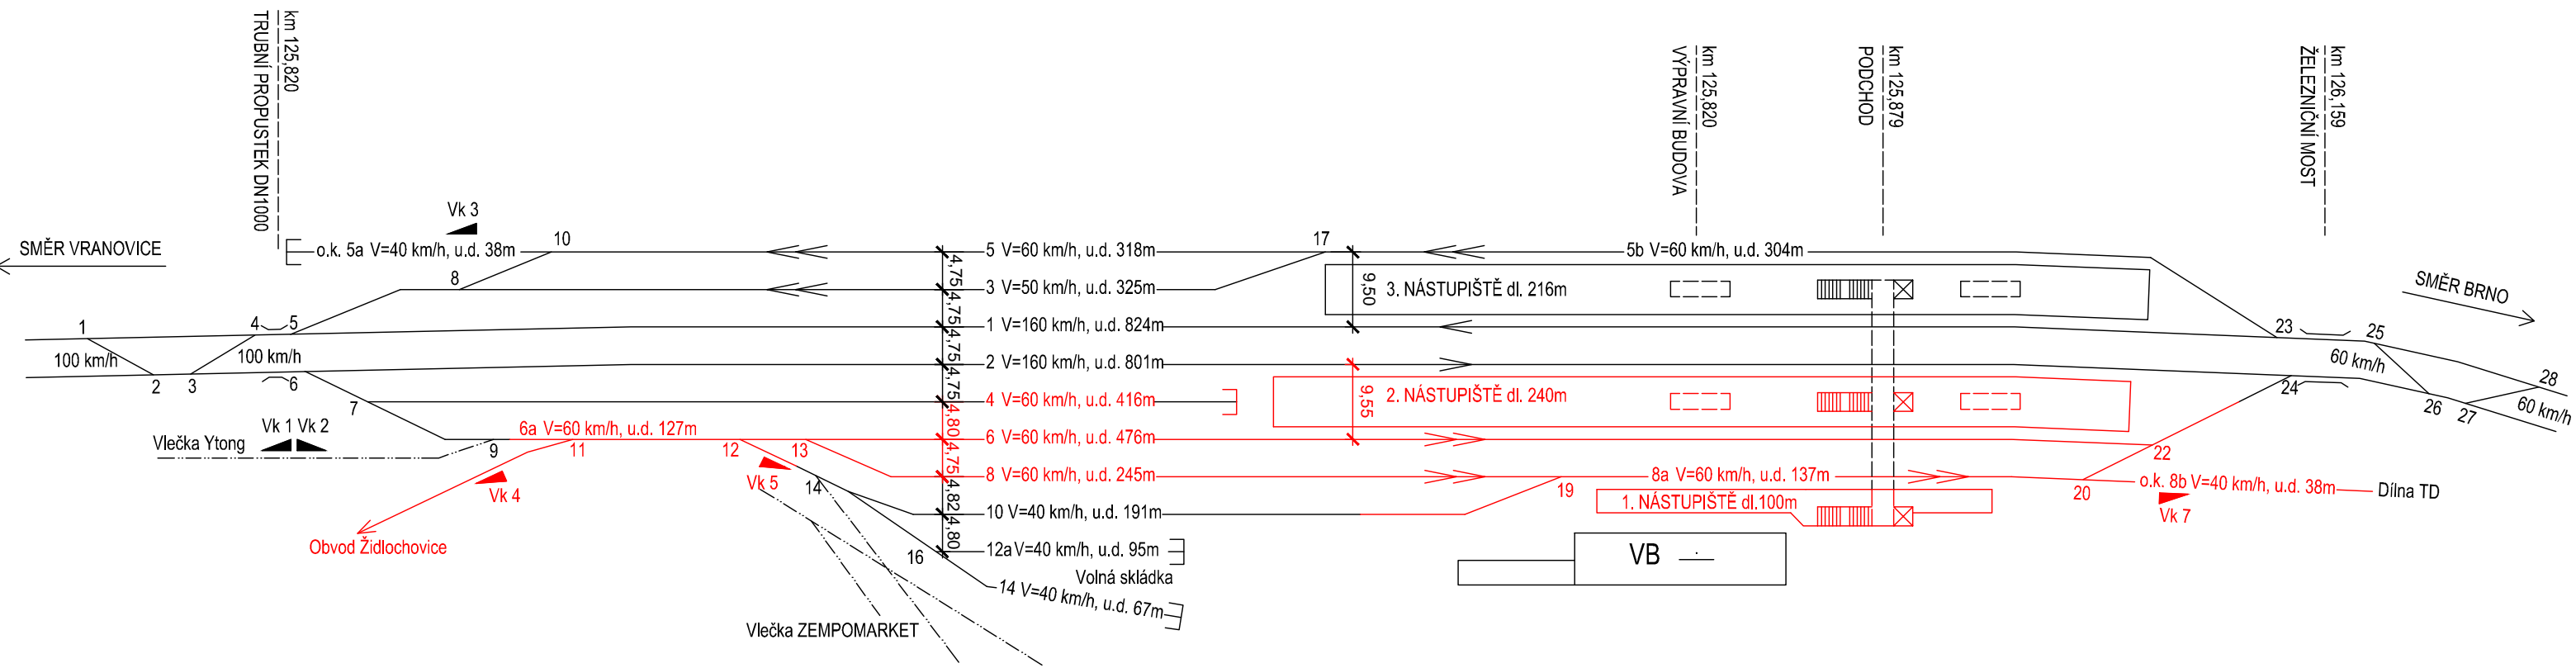 km 125,820
TRUBNÍ PROPUSTEK DN1000
km 125,820
VÝPRAVNÍ BUDOVA
km 125,879
PODCHOD
km 126,159
ŽELEZNIČNÍ MOST
SMĚR VRANOVICE
SMĚR BRNO
Vk 3
o.k. 5a V=40 km/h, u.d. 38m
10
5 V=60 km/h, u.d. 318m
17
5b V=60 km/h, u.d. 304m
8
4,75
3 V=50 km/h, u.d. 325m
9,50
3. NÁSTUPIŠTĚ dl. 216m
1
4
5
4,75
1 V=160 km/h, u.d. 824m
23
25
100 km/h
100 km/h
4,75
2 V=160 km/h, u.d. 801m
60 km/h
28
2
3
6
4,75
24
26
27
60 km/h
7
4 V=60 km/h, u.d. 416m
9,55
2. NÁSTUPIŠTĚ dl. 240m
Vk 1 Vk 2
Vlečka Ytong
9
6a V=60 km/h, u.d. 127m
11
12
13
4,80
6 V=60 km/h, u.d. 476m
22
Vk 4
Vk 5
14
4,75
8 V=60 km/h, u.d. 245m
19
8a V=60 km/h, u.d. 137m
20
o.k. 8b V=40 km/h, u.d. 38m
Dílna TD
Vk 7
4,82
10 V=40 km/h, u.d. 191m
1. NÁSTUPIŠTĚ dl.100m
Obvod Židlochovice
16
4,80
12a V=40 km/h, u.d. 95m
Volná skládka
14 V=40 km/h, u.d. 67m
VB
Vlečka ZEMPOMARKET